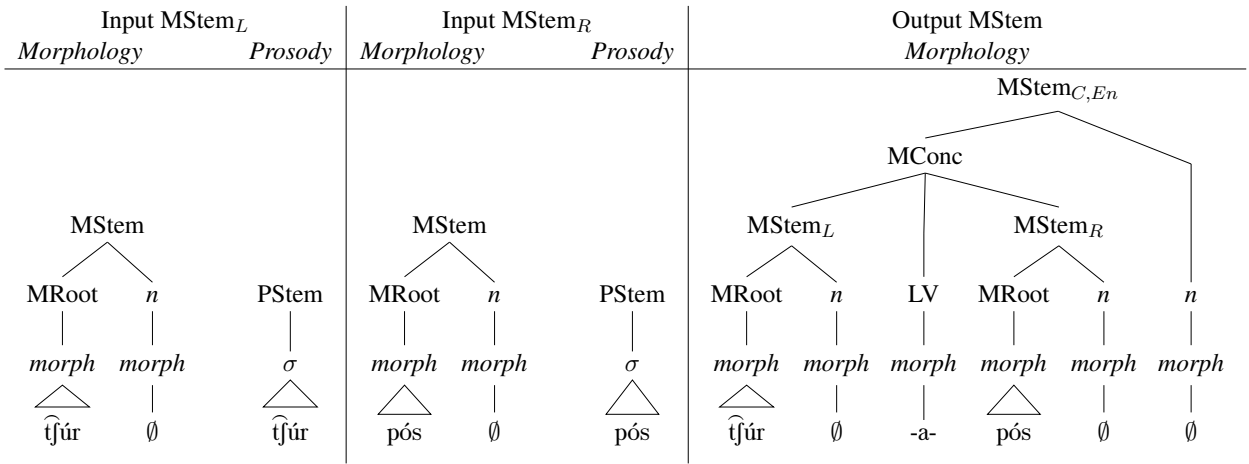 Input MStem_L Input MStem_R Output MStem
Morphology Prosody Morphology Prosody Morphology
MStem_{C,En}
MConc
MStem MStem MStem_L MStem_R
MRoot n PStem MRoot n PStem MRoot n LV MRoot n n
morph morph σ morph morph σ morph morph morph morph morph morph
t͡ʃúr ∅ t͡ʃúr pós ∅ pós t͡ʃúr ∅ -a- pós ∅ ∅